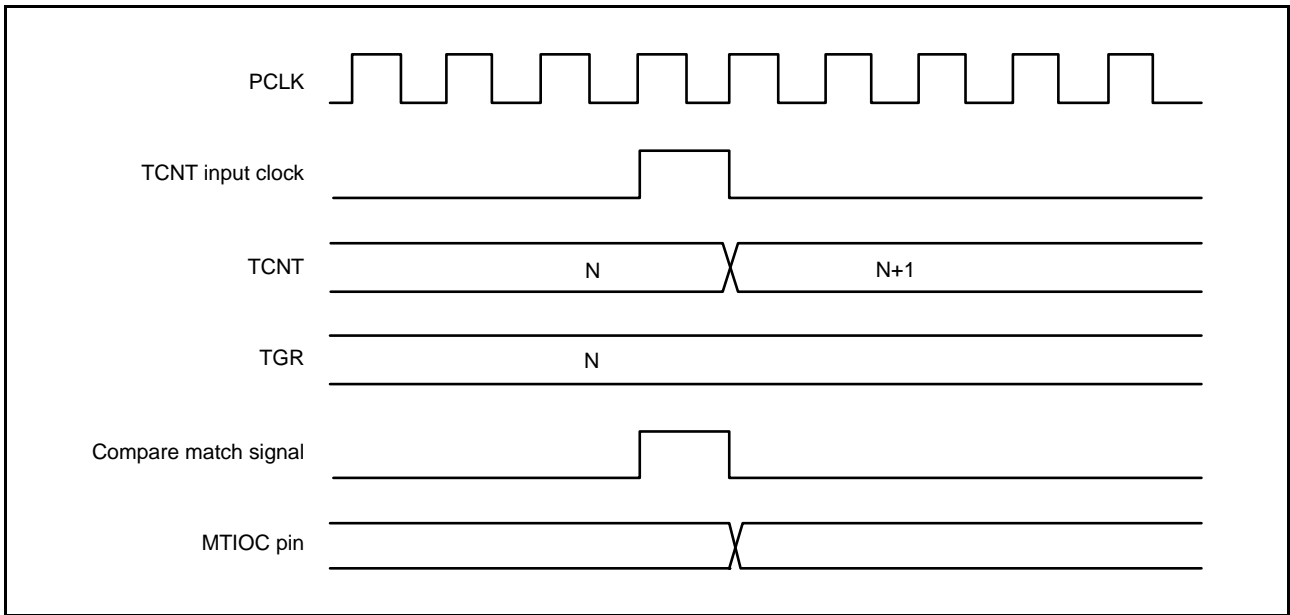 PCLK
TCNT input clock
TCNT
N
N+1
TGR
N
Compare match signal
MTIOC pin